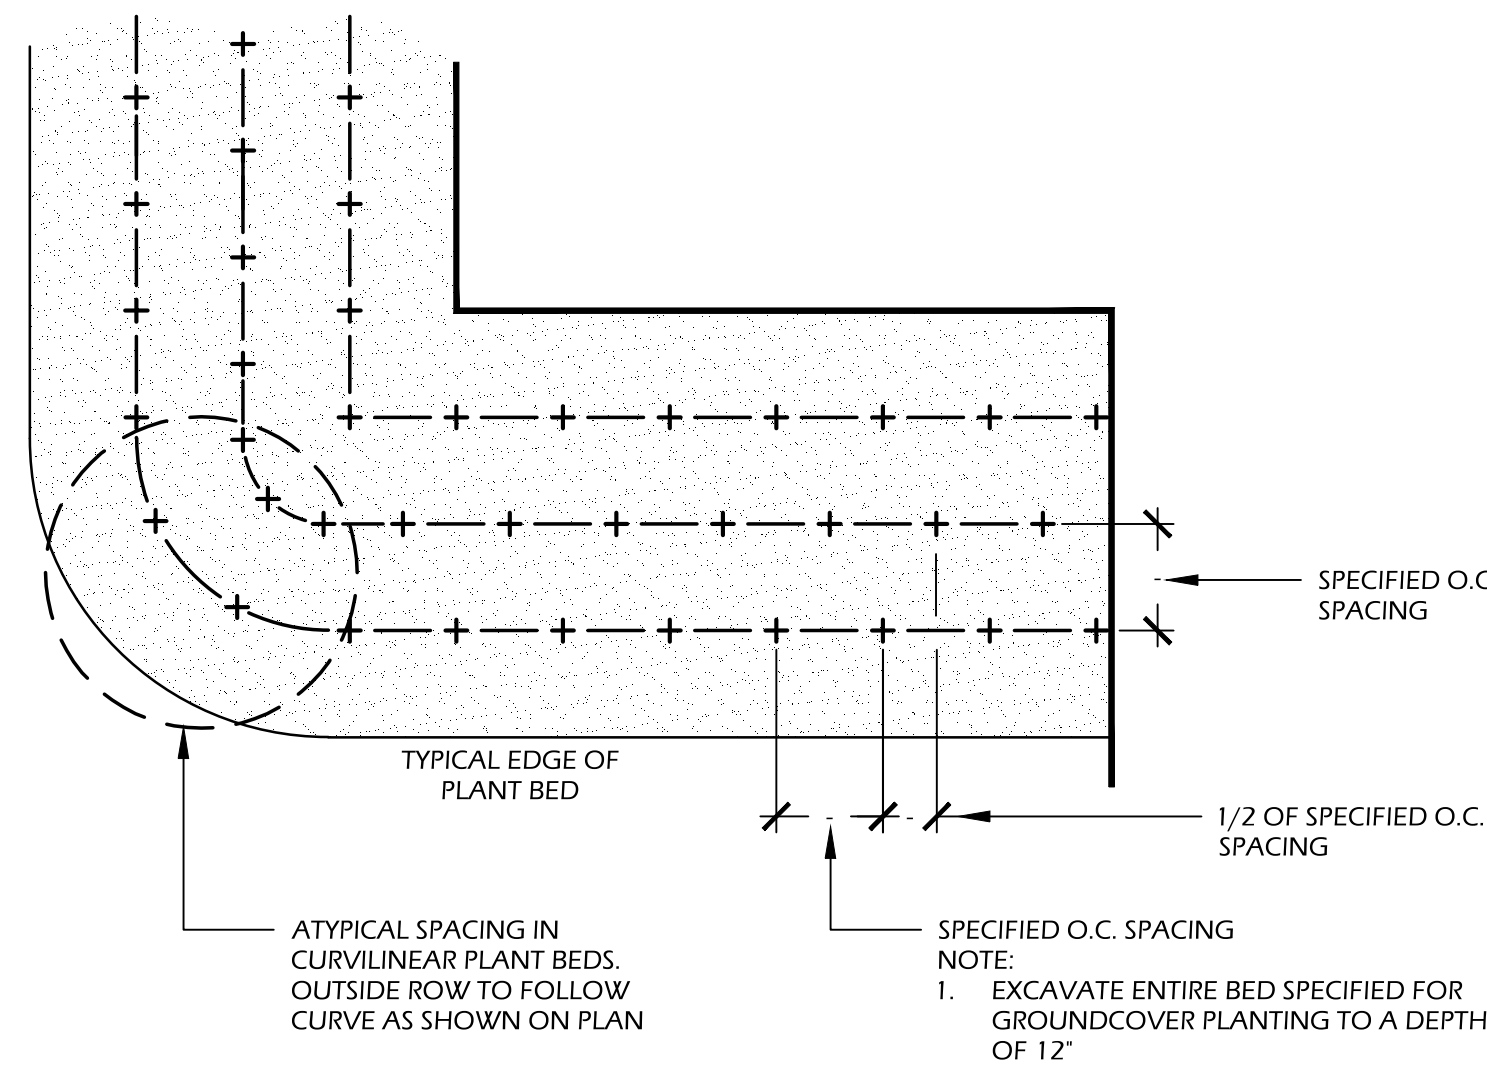 SPECIFIED O.C
SPACING
TYPICAL EDGE OF
PLANT BED
1/2 OF SPECIFIED O.C.
SPACING
ATYPICAL SPACING IN
CURVILINEAR PLANT BEDS.
OUTSIDE ROW TO FOLLOW
CURVE AS SHOWN ON PLAN
SPECIFIED O.C. SPACING
NOTE:
1. EXCAVATE ENTIRE BED SPECIFIED FOR
GROUNDCOVER PLANTING TO A DEPTH
OF 12"